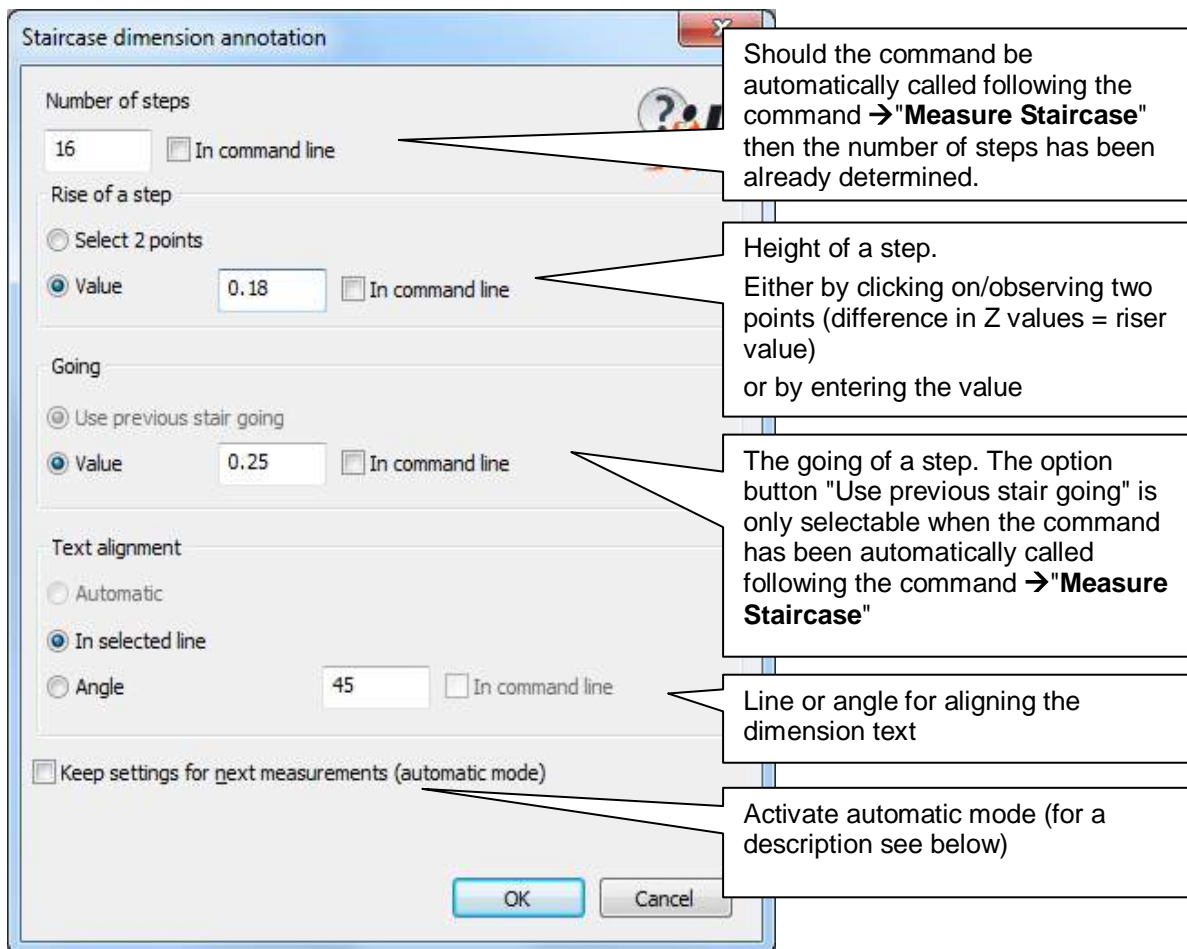 Staircase dimension annotation
Number of steps
16
In command line
Rise of a step
Select 2 points
Value
0.18
In command line
Going
Use previous stair going
Value
0.25
In command line
Text alignment
Automatic
In selected line
Angle
45
In command line
Keep settings for next measurements (automatic mode)
OK
Cancel
Should the command be
automatically called following the
command →"Measure Staircase"
then the number of steps has been
already determined.
Height of a step.
Either by clicking on/observing two
points (difference in Z values = riser
value)
or by entering the value
The going of a step. The option
button "Use previous stair going" is
only selectable when the command
has been automatically called
following the command →"Measure
Staircase"
Line or angle for aligning the
dimension text
Activate automatic mode (for a
description see below)